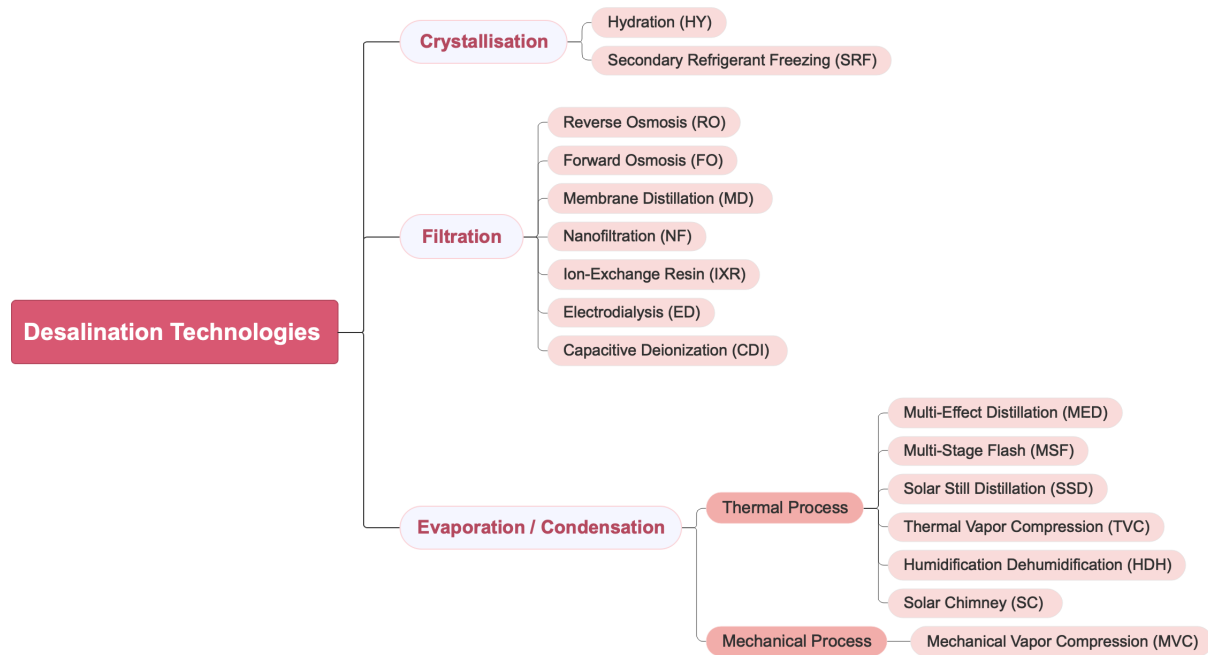 Desalination Technologies
Crystallisation
Hydration (HY)
Secondary Refrigerant Freezing (SRF)
Filtration
Reverse Osmosis (RO)
Forward Osmosis (FO)
Membrane Distillation (MD)
Nanofiltration (NF)
Ion-Exchange Resin (IXR)
Electrodialysis (ED)
Capacitive Deionization (CDI)
Evaporation / Condensation
Thermal Process
Multi-Effect Distillation (MED)
Multi-Stage Flash (MSF)
Solar Still Distillation (SSD)
Thermal Vapor Compression (TVC)
Humidification Dehumidification (HDH)
Solar Chimney (SC)
Mechanical Process
Mechanical Vapor Compression (MVC)